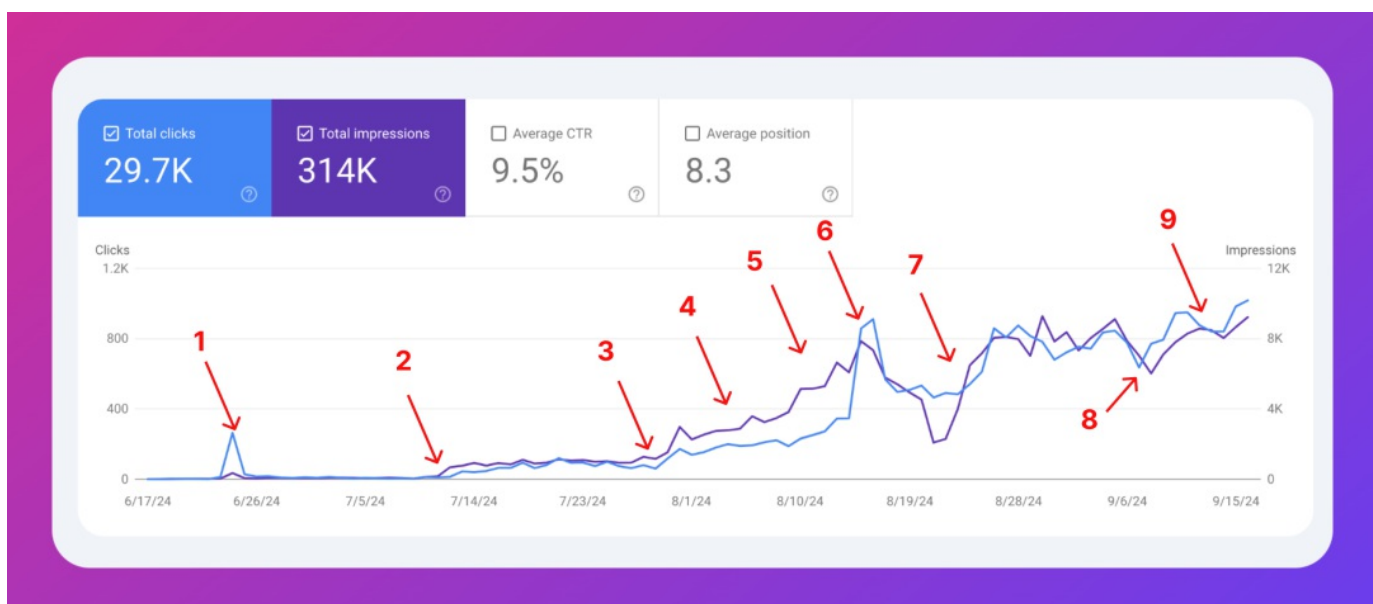 Total clicks
29.7K
Total impressions
314K
Average CTR
9.5%
Average position
8.3
Clicks
Impressions
1.2K
12K
800
8K
400
4K
0
0
1
2
3
4
5
6
7
8
9
6/17/24 6/26/24 7/5/24 7/14/24 7/23/24 8/1/24 8/10/24 8/19/24 8/28/24 9/6/24 9/15/24